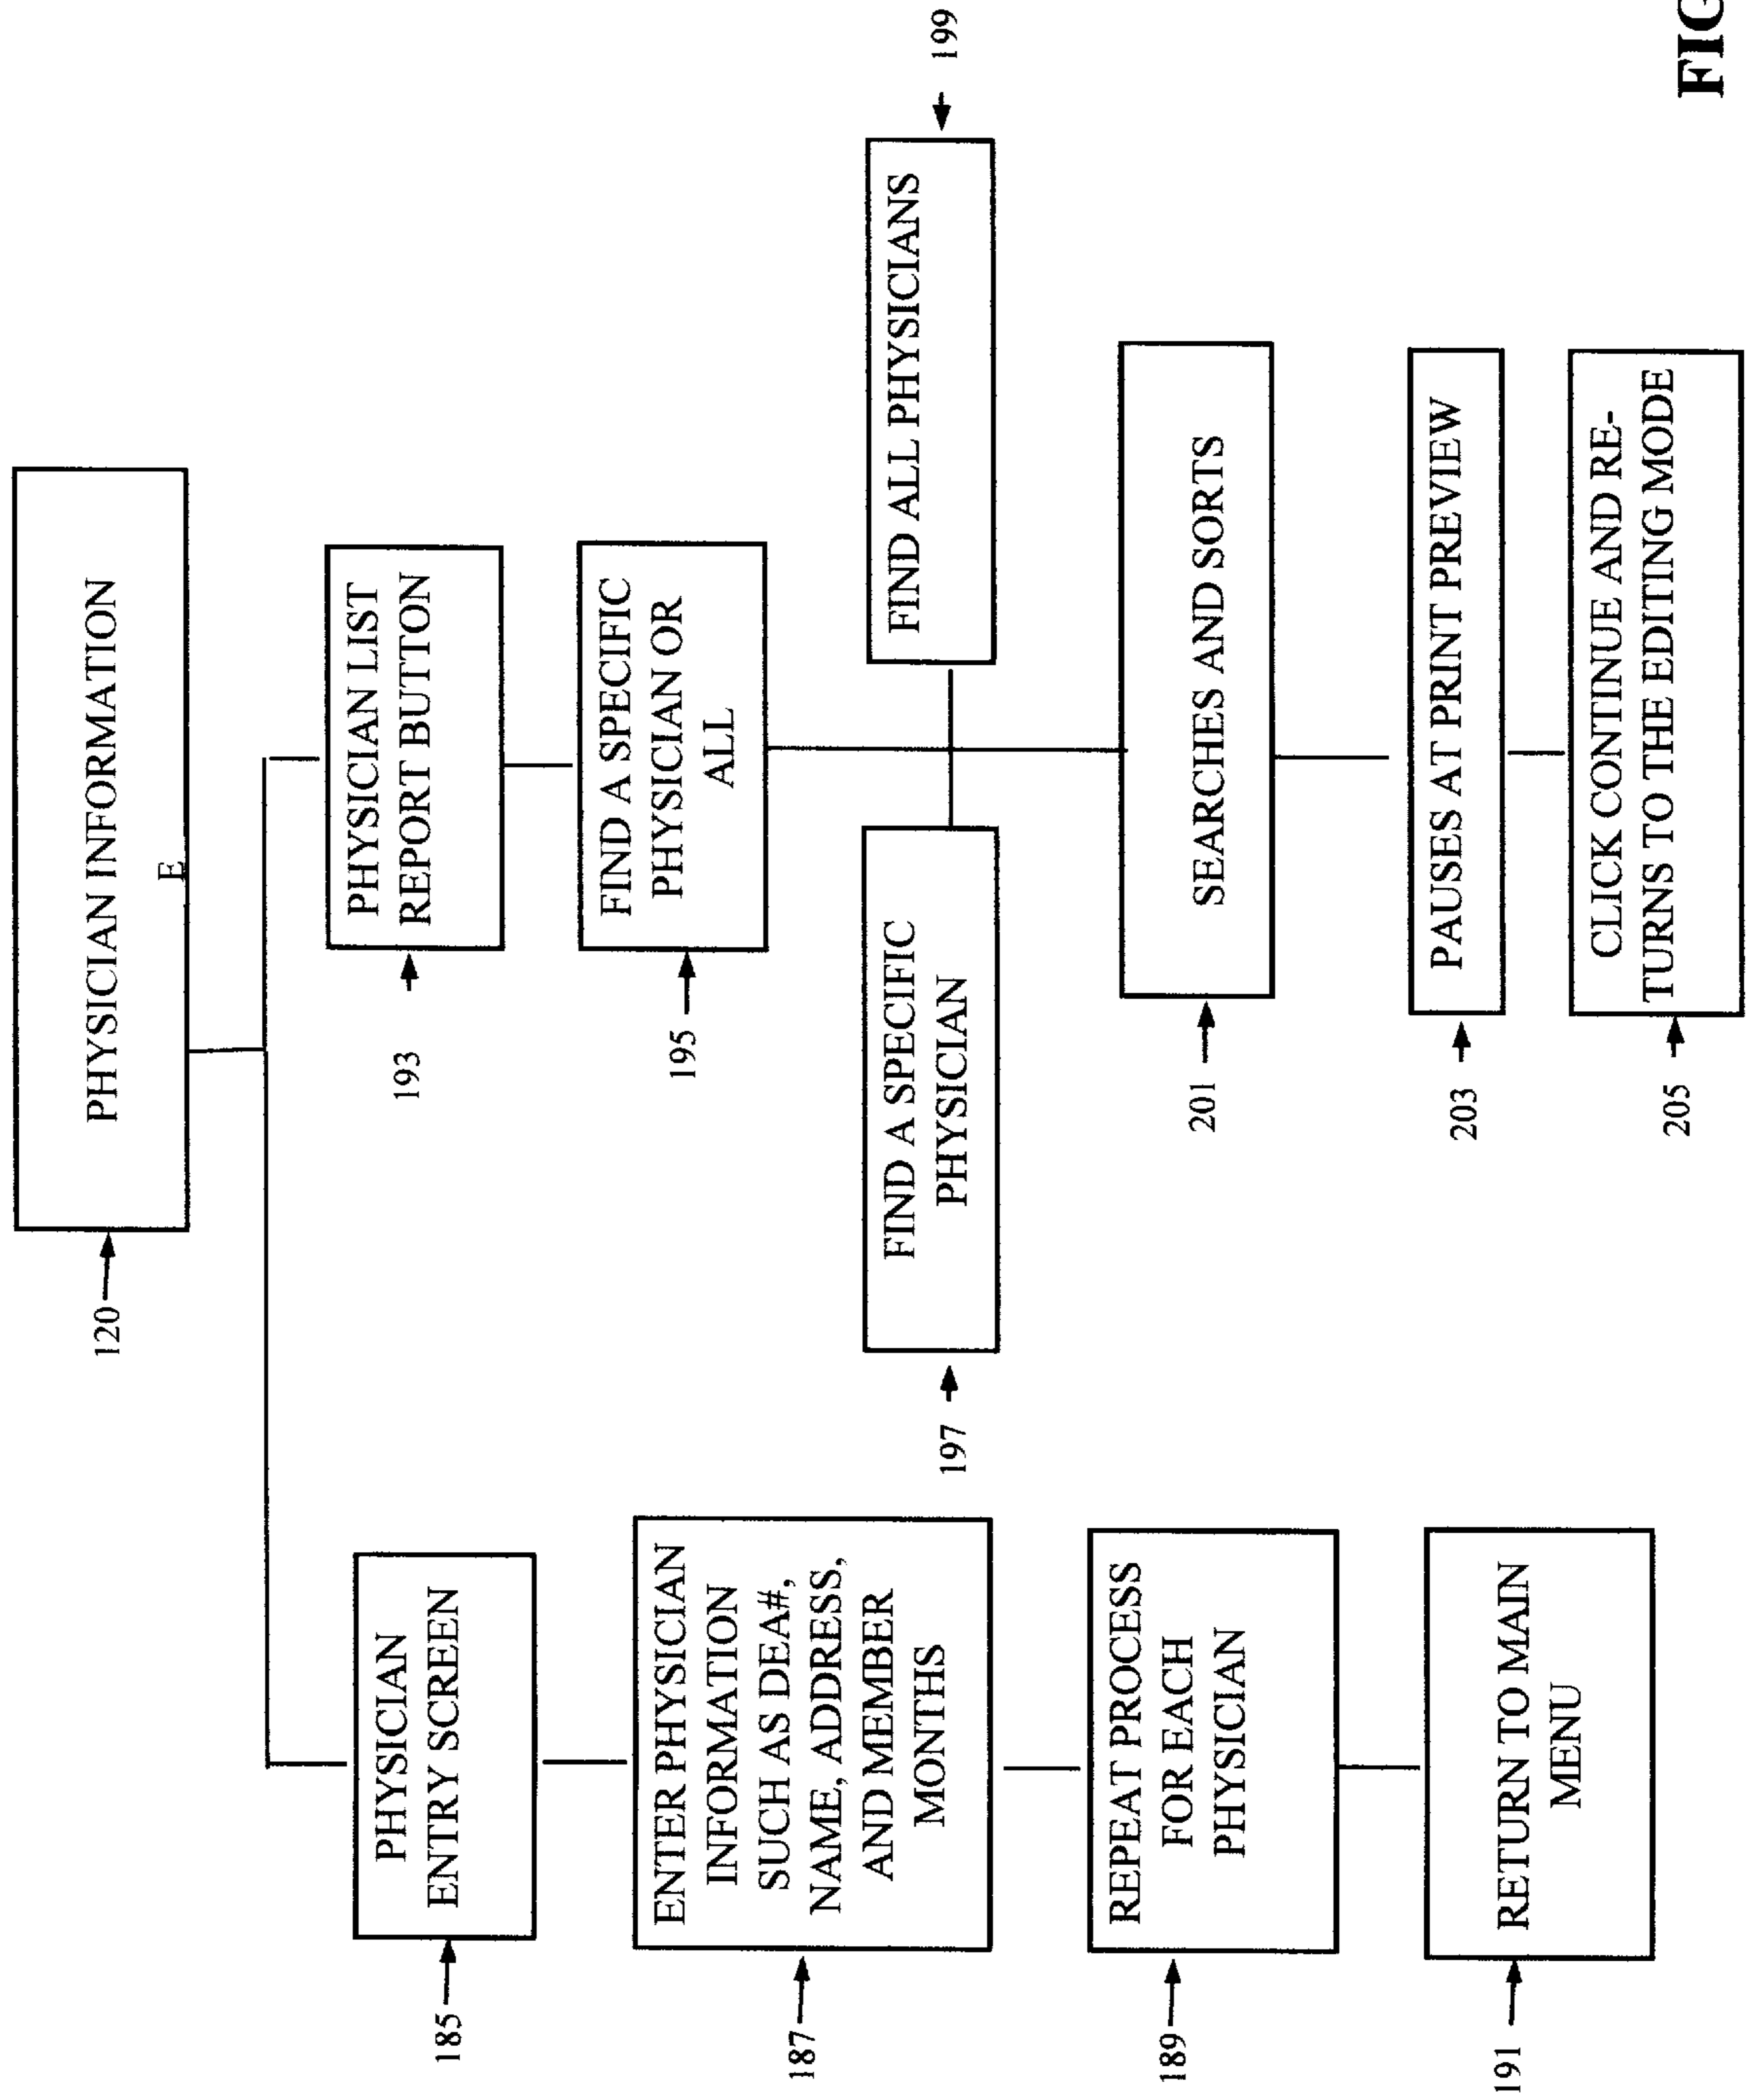 PHYSICIAN INFORMATION
E
120
PHYSICIAN
ENTRY SCREEN
185
ENTER PHYSICIAN
INFORMATION
SUCH AS DEA#,
NAME, ADDRESS,
AND MEMBER
MONTHS
187
REPEAT PROCESS
FOR EACH
PHYSICIAN
189
RETURN TO MAIN
MENU
191
PHYSICIAN LIST
REPORT BUTTON
193
FIND A SPECIFIC
PHYSICIAN OR
ALL
195
FIND A SPECIFIC
PHYSICIAN
197
FIND ALL PHYSICIANS
199
SEARCHES AND SORTS
201
PAUSES AT PRINT PREVIEW
203
CLICK CONTINUE AND RE-
TURNS TO THE EDITING MODE
205
FIG